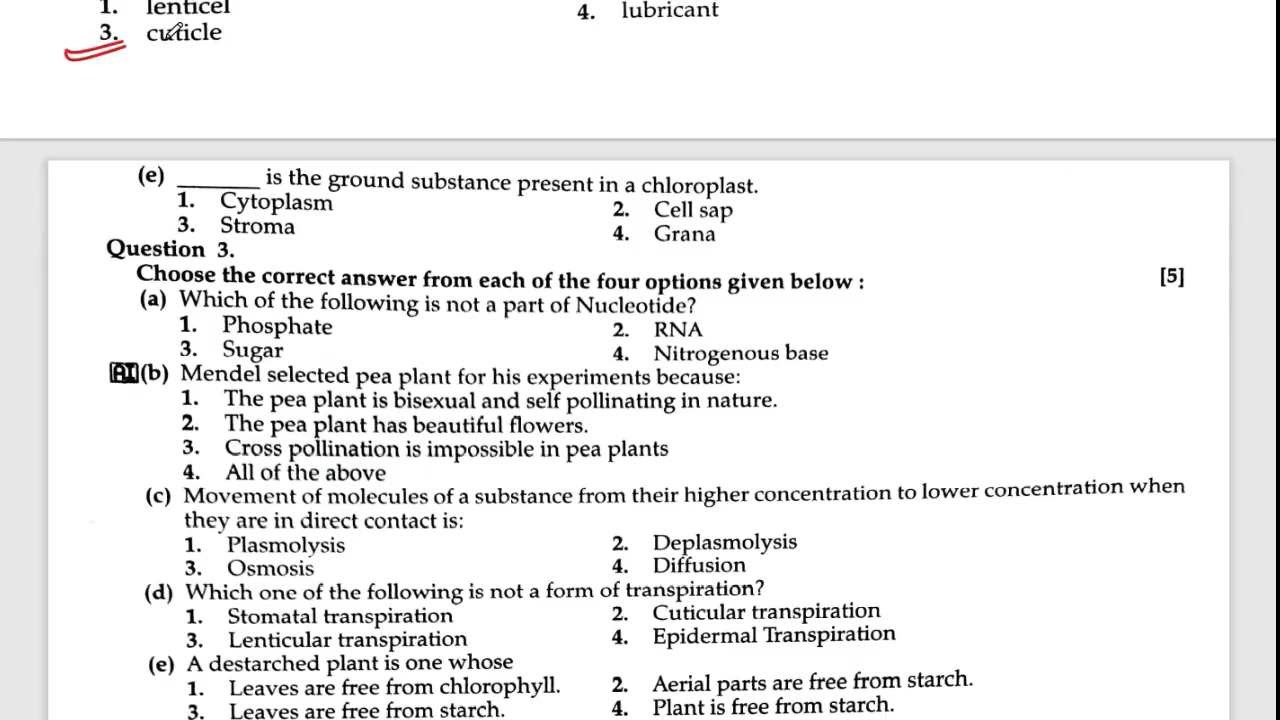 1. lenticel
4. lubricant
3. cuticle
(e) ________ is the ground substance present in a chloroplast.
1. Cytoplasm 2. Cell sap
3. Stroma 4. Grana
Question 3.
Choose the correct answer from each of the four options given below : [5]
(a) Which of the following is not a part of Nucleotide?
1. Phosphate 2. RNA
3. Sugar 4. Nitrogenous base
AI (b) Mendel selected pea plant for his experiments because:
1. The pea plant is bisexual and self pollinating in nature.
2. The pea plant has beautiful flowers.
3. Cross pollination is impossible in pea plants
4. All of the above
(c) Movement of molecules of a substance from their higher concentration to lower concentration when
they are in direct contact is:
1. Plasmolysis 2. Deplasmolysis
3. Osmosis 4. Diffusion
(d) Which one of the following is not a form of transpiration?
1. Stomatal transpiration 2. Cuticular transpiration
3. Lenticular transpiration 4. Epidermal Transpiration
(e) A destarched plant is one whose
1. Leaves are free from chlorophyll. 2. Aerial parts are free from starch.
3. Leaves are free from starch. 4. Plant is free from starch.